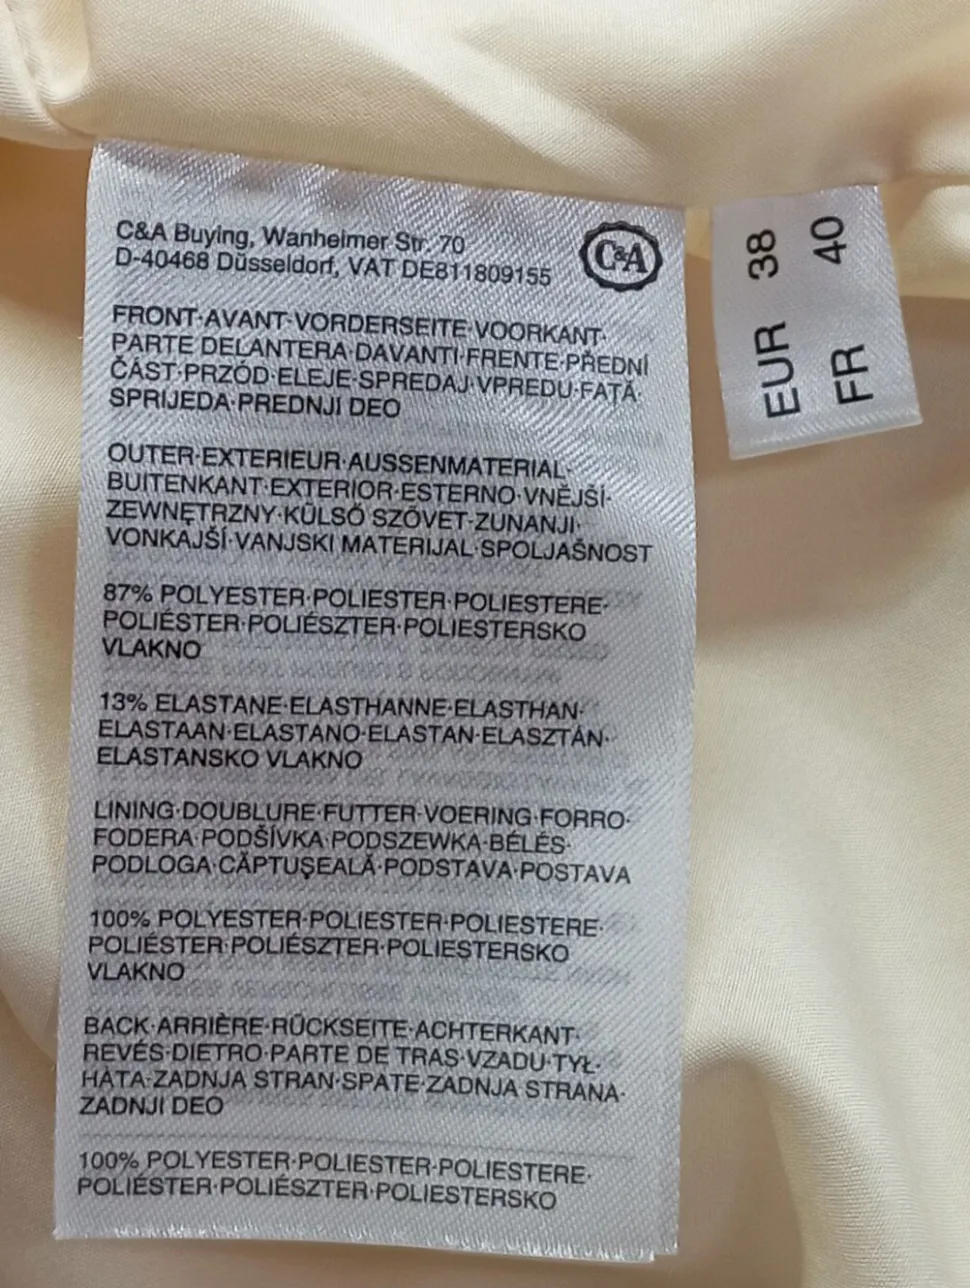 C&A Buying, Wanheimer Str. 70
D-40468 Düsseldorf, VAT DE811809155
C&A
FRONT·AVANT·VORDERSEITE·VOORKANT·
PARTE DELANTERA·DAVANTI·FRENTE·PŘEDNÍ
ČÁST·PRZÓD·ELEJE·SPREDAJ·VPREDU·FAȚĂ·
SPRIJEDA·PREDNJI DEO
OUTER·EXTERIEUR·AUSSENMATERIAL·
BUITENKANT·EXTERIOR·ESTERNO·VNĚJŠÍ·
ZEWNĘTRZNY·KÜLSŐ SZÖVET·ZUNANJI·
VONKAJŠÍ·VANJSKI MATERIJAL·SPOLJAŠNOST
87% POLYESTER·POLIESTER·POLIESTERE·
POLIÉSTER·POLIÉSZTER·POLIESTERSKO
VLAKNO
13% ELASTANE·ELASTHANNE·ELASTHAN·
ELASTAAN·ELASTANO·ELASTAN·ELASZTÁN·
ELASTANSKO VLAKNO
LINING·DOUBLURE·FUTTER·VOERING·FORRO·
FODERA·PODŠÍVKA·PODSZEWKA·BÉLÉS·
PODLOGA·CĂPTUȘEALĂ·PODSTAVA·POSTAVA
100% POLYESTER·POLIESTER·POLIESTERE·
POLIÉSTER·POLIÉSZTER·POLIESTERSKO
VLAKNO
BACK·ARRIÈRE·RÜCKSEITE·ACHTERKANT·
REVÉS·DIETRO·PARTE DE TRAS·VZADU·TYŁ·
HÀTA·ZADNJA STRAN·SPATE·ZADNJA STRANA·
ZADNJI DEO
100% POLYESTER·POLIESTER·POLIESTERE·
POLIÉSTER·POLIÉSZTER·POLIESTERSKO
EUR 38
FR 40